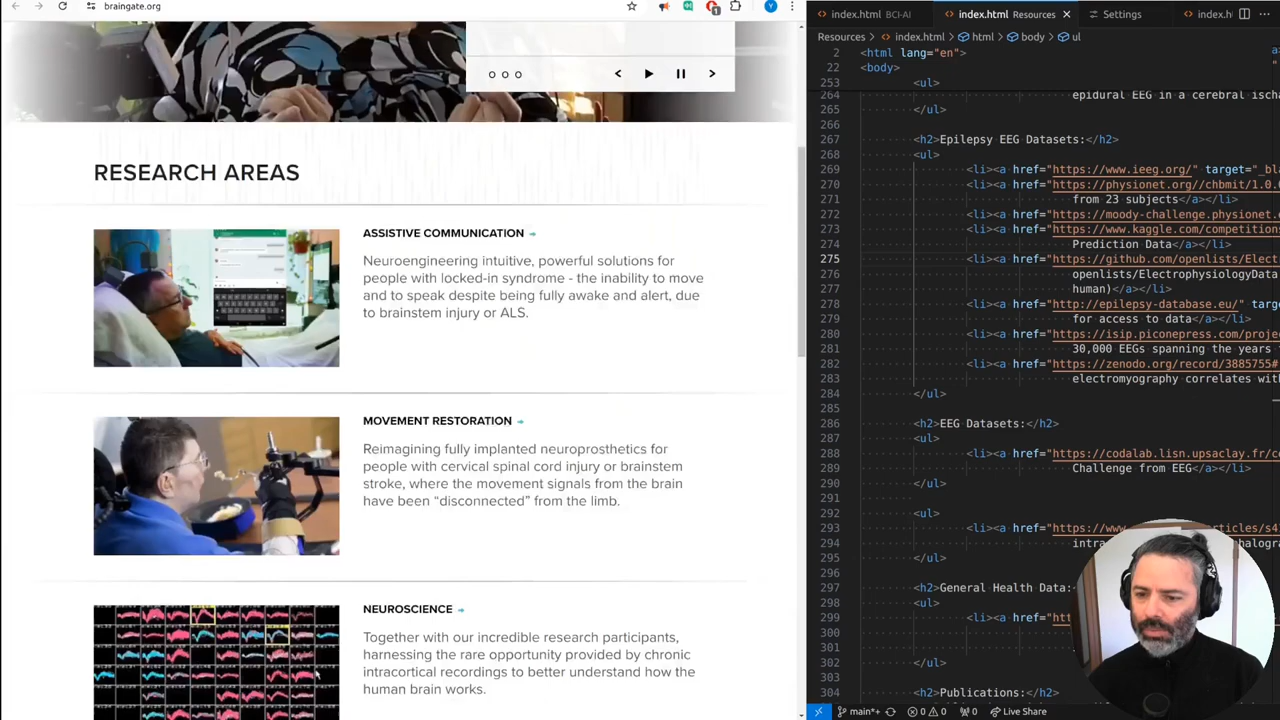 braingate.org
1
Y
RESEARCH AREAS
ASSISTIVE COMMUNICATION
Neuroengineering intuitive, powerful solutions for
people with locked-in syndrome - the inability to move
and to speak despite being fully awake and alert, due
to brainstem injury or ALS.
MOVEMENT RESTORATION
Reimagining fully implanted neuroprosthetics for
people with cervical spinal cord injury or brainstem
stroke, where the movement signals from the brain
have been “disconnected” from the limb.
NEUROSCIENCE
Together with our incredible research participants,
harnessing the rare opportunity provided by chronic
intracortical recordings to better understand how the
human brain works.
index.html BCI-AI
index.html Resources
Settings
index.h
Resources > index.html > html > body > ul
2 <html lang="en">
22 <body>
253 <ul>
264 epidural EEG in a cerebral ischa
265 </ul>
266
267 <h2>Epilepsy EEG Datasets:</h2>
268 <ul>
269 <li><a href="https://www.ieeg.org/" target="_bla
270 <li><a href="https://physionet.org//chbmit/1.0.0
271 from 23 subjects</a></li>
272 <li><a href="https://moody-challenge.physionet.o
273 <li><a href="https://www.kaggle.com/competitions
274 Prediction Data</a></li>
275 <li><a href="https://github.com/openlists/Elect
276 openlists/ElectrophysiologyData
277 human)</a></li>
278 <li><a href="http://epilepsy-database.eu/" targe
279 for access to data</a></li>
280 <li><a href="https://isip.piconepress.com/proje
281 30,000 EEGs spanning the years f
282 <li><a href="https://zenodo.org/record/3885755#
283 electromyography correlates with
284 </ul>
285
286 <h2>EEG Datasets:</h2>
287 <ul>
288 <li><a href="https://codalab.lisn.upsaclay.fr/co
289 Challenge from EEG</a></li>
290 </ul>
291
292 <ul>
293 <li><a href="https://www. articles/s4
294 intra halogra
295 </ul>
296
297 <h2>General Health Data:
298 <ul>
299 <li><a href="htt
300
301
302 </ul>
303
304 <h2>Publications:</h2>
main*+ 0 0 0 Live Share